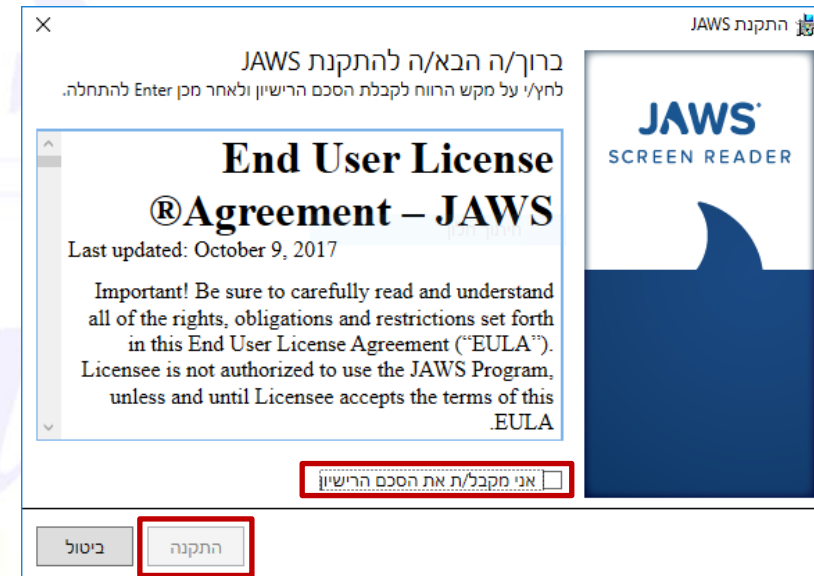 התקנת JAWS
ברוך/ה הבא/ה להתקנת JAWS
לחץ/י על מקש הרווח לקבלת הסכם הרישיון ולאחר מכן Enter להתחלה.
JAWS
SCREEN READER
End User License
®Agreement – JAWS
Last updated: October 9, 2017
Important! Be sure to carefully read and understand
all of the rights, obligations and restrictions set forth
in this End User License Agreement (“EULA”).
Licensee is not authorized to use the JAWS Program,
unless and until Licensee accepts the terms of this
.EULA
אני מקבל/ת את הסכם הרישיון
התקנה
ביטול